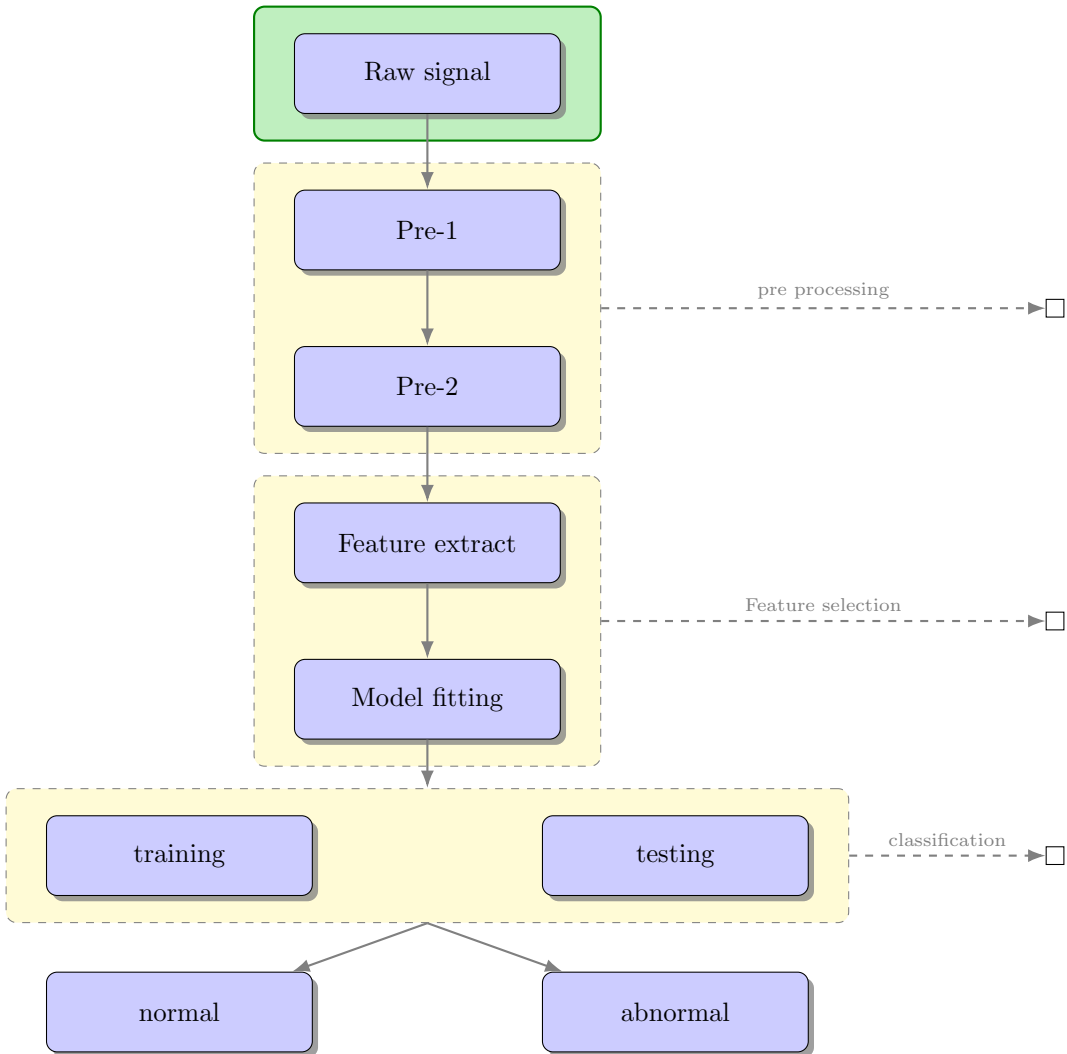 Raw signal
Pre-1
pre processing
Pre-2
Feature extract
Feature selection
Model fitting
training
testing
classification
normal
abnormal